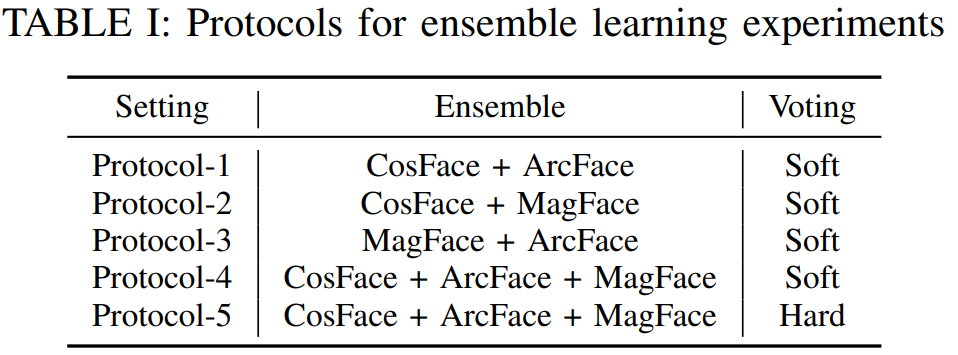 TABLE I: Protocols for ensemble learning experiments
Setting Ensemble Voting
Protocol-1 CosFace + ArcFace Soft
Protocol-2 CosFace + MagFace Soft
Protocol-3 MagFace + ArcFace Soft
Protocol-4 CosFace + ArcFace + MagFace Soft
Protocol-5 CosFace + ArcFace + MagFace Hard